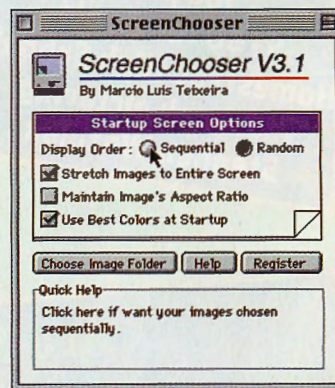 ScreenChooser
ScreenChooser V3.1
By Marcio Luis Teixeira
Startup Screen Options
Display Order: Sequential Random
Stretch Images to Entire Screen
Maintain Image's Aspect Ratio
Use Best Colors at Startup
Choose Image Folder Help Register
Quick Help
Click here if want your images chosen
sequentially.